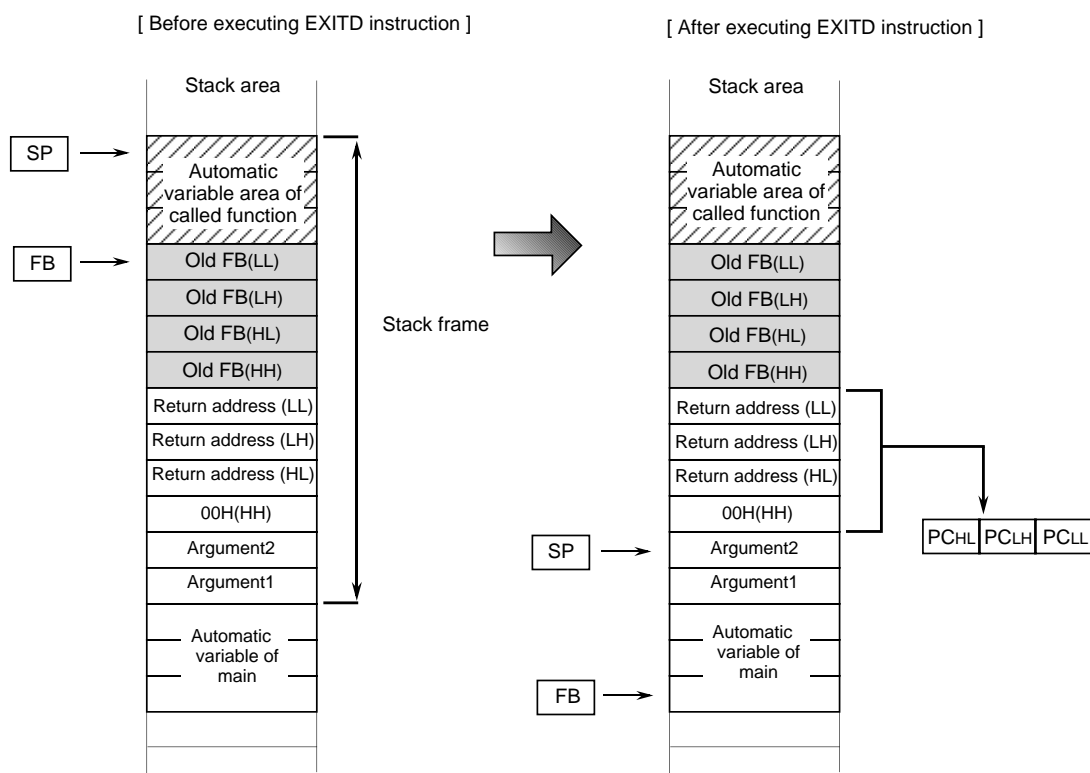 [ Before executing EXITD instruction ]
Stack area
SP
Automatic
variable area of
called function
FB
Old FB(LL)
Old FB(LH)
Old FB(HL)
Old FB(HH)
Stack frame
Return address (LL)
Return address (LH)
Return address (HL)
00H(HH)
Argument2
Argument1
Automatic
variable of
main
[ After executing EXITD instruction ]
Stack area
Automatic
variable area of
called function
Old FB(LL)
Old FB(LH)
Old FB(HL)
Old FB(HH)
Return address (LL)
Return address (LH)
Return address (HL)
00H(HH)
PCHL PCLH PCLL
SP
Argument2
Argument1
Automatic
variable of
main
FB